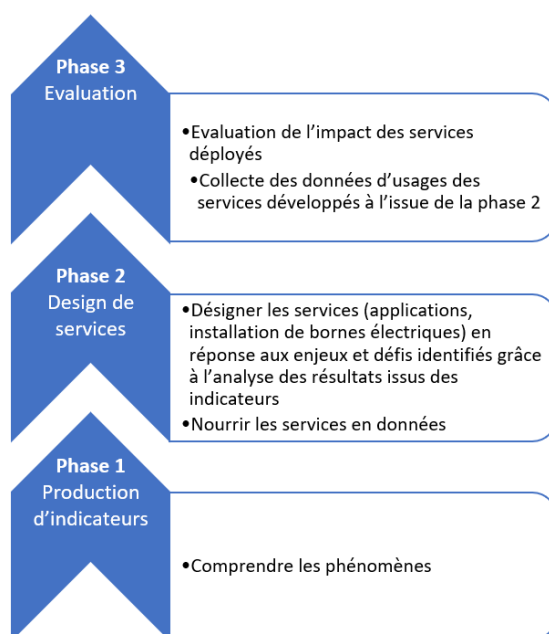 Phase 3
Evaluation
•Evaluation de l’impact des services
déployés
•Collecte des données d’usages des
services développés à l’issue de la phase 2
Phase 2
Design de
services
•Désigner les services (applications,
installation de bornes électriques) en
réponse aux enjeux et défis identifiés grâce
à l’analyse des résultats issus des
indicateurs
•Nourrir les services en données
Phase 1
Production
d’indicateurs
•Comprendre les phénomènes